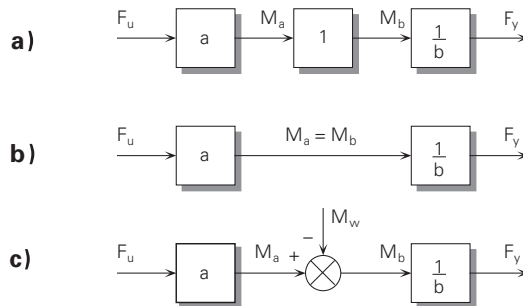 a) F_u a M_a 1 M_b 1/b F_y
b) F_u a M_a = M_b 1/b F_y
– M_w
c) F_u a M_a + M_b 1/b F_y